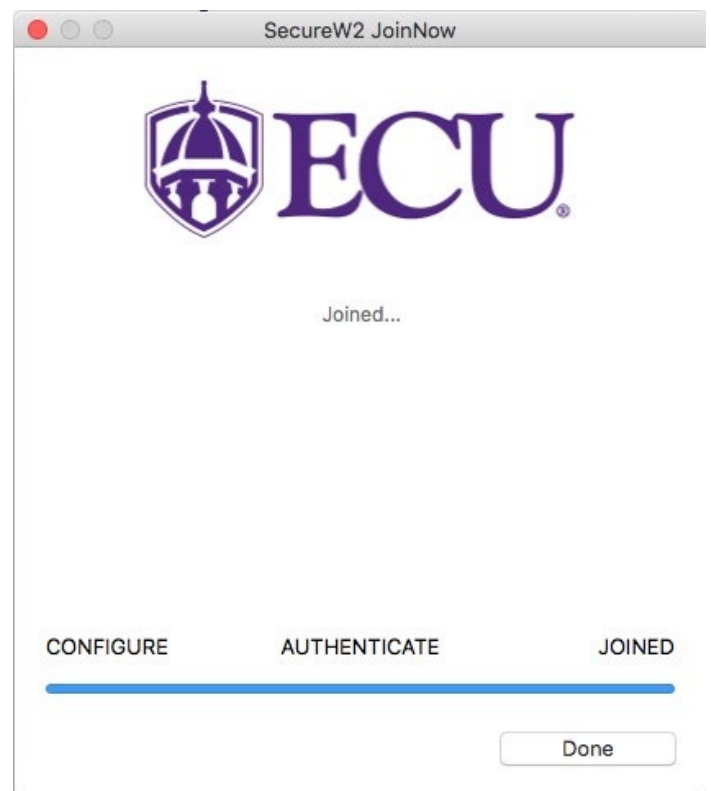 SecureW2 JoinNow
ECU®
Joined...
CONFIGURE AUTHENTICATE JOINED
Done